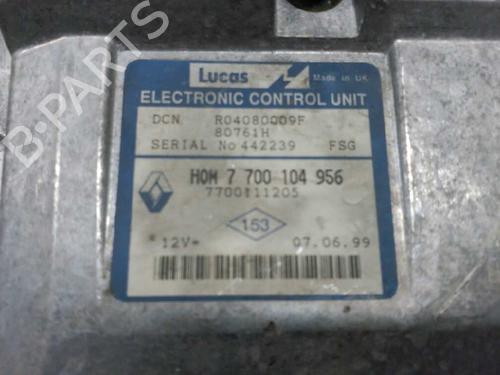 Lucas Made in UK
ELECTRONIC CONTROL UNIT
DCN R04080009F
80761H
SERIAL No 442239 FSG
HOM 7 700 104 956
7700111205
153
12V= 07.06.99
B-PARTS